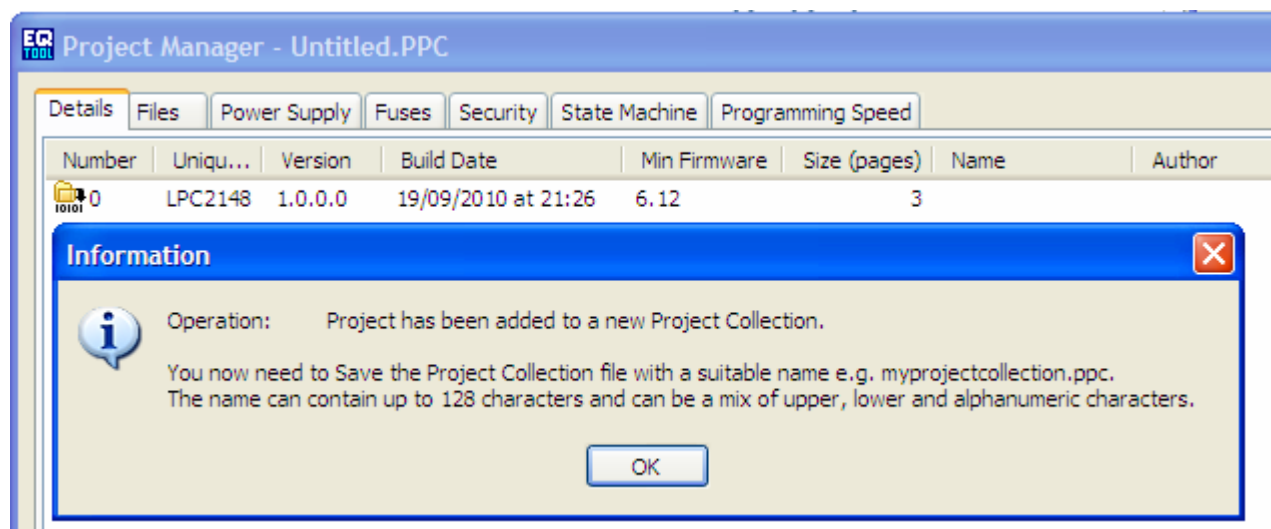 EQ TOOL Project Manager - Untitled.PPC
Details Files Power Supply Fuses Security State Machine Programming Speed
Number Uniqu... Version Build Date Min Firmware Size (pages) Name Author
10101 0 LPC2148 1.0.0.0 19/09/2010 at 21:26 6.12 3
Information
Operation: Project has been added to a new Project Collection.
You now need to Save the Project Collection file with a suitable name e.g. myprojectcollection.ppc.
The name can contain up to 128 characters and can be a mix of upper, lower and alphanumeric characters.
OK